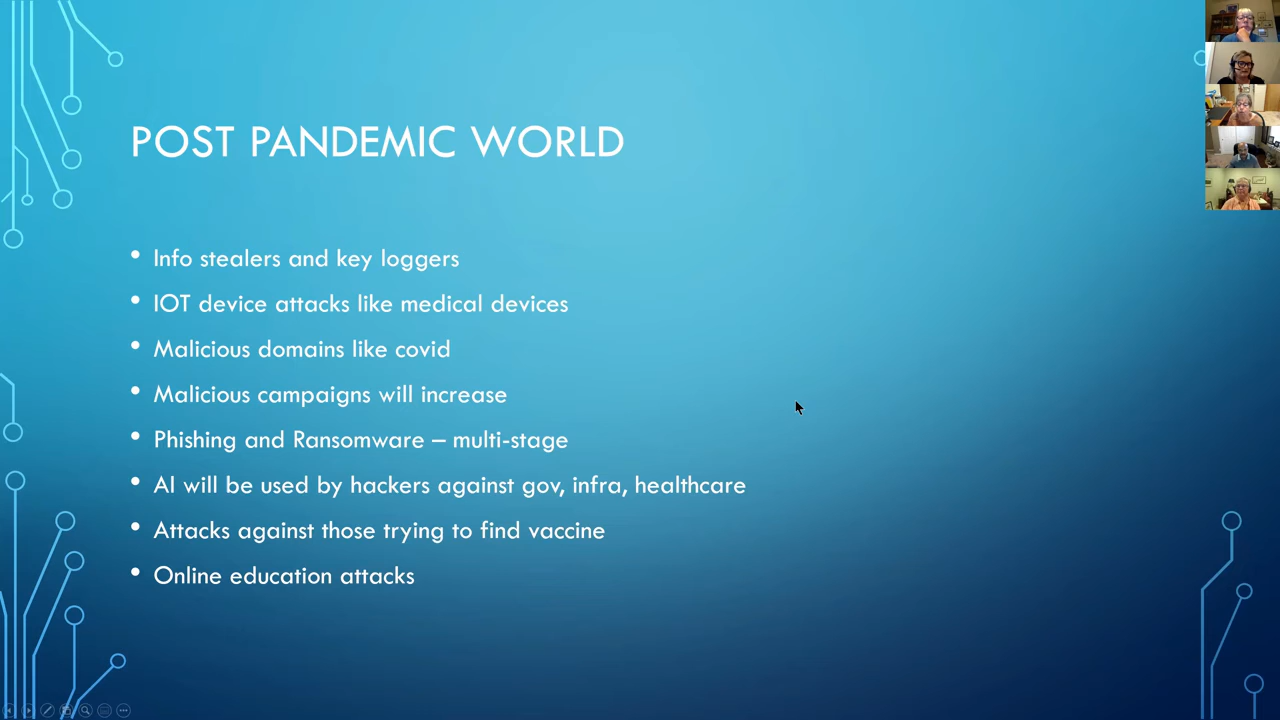 POST PANDEMIC WORLD
• Info stealers and key loggers
• IOT device attacks like medical devices
• Malicious domains like covid
• Malicious campaigns will increase
• Phishing and Ransomware – multi-stage
• AI will be used by hackers against gov, infra, healthcare
• Attacks against those trying to find vaccine
• Online education attacks